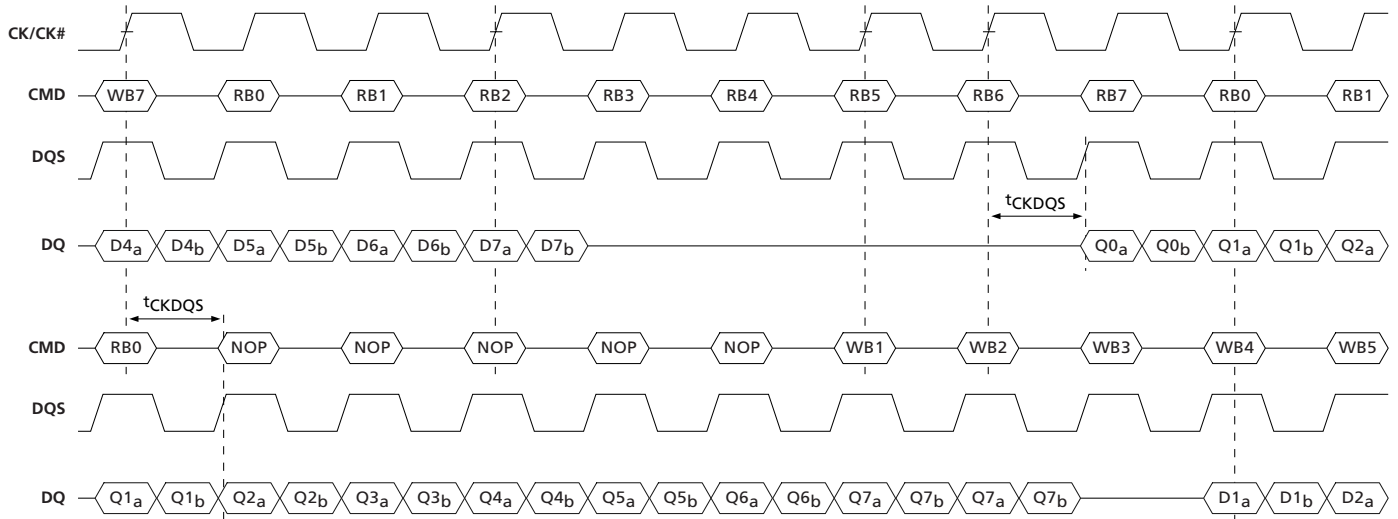 CK/CK#
CMD WB7 RB0 RB1 RB2 RB3 RB4 RB5 RB6 RB7 RB0 RB1
DQS
tCKDQS
DQ D4a D4b D5a D5b D6a D6b D7a D7b Q0a Q0b Q1a Q1b Q2a
tCKDQS
CMD RB0 NOP NOP NOP NOP NOP WB1 WB2 WB3 WB4 WB5
DQS
DQ Q1a Q1b Q2a Q2b Q3a Q3b Q4a Q4b Q5a Q5b Q6a Q6b Q7a Q7b Q7a Q7b D1a D1b D2a